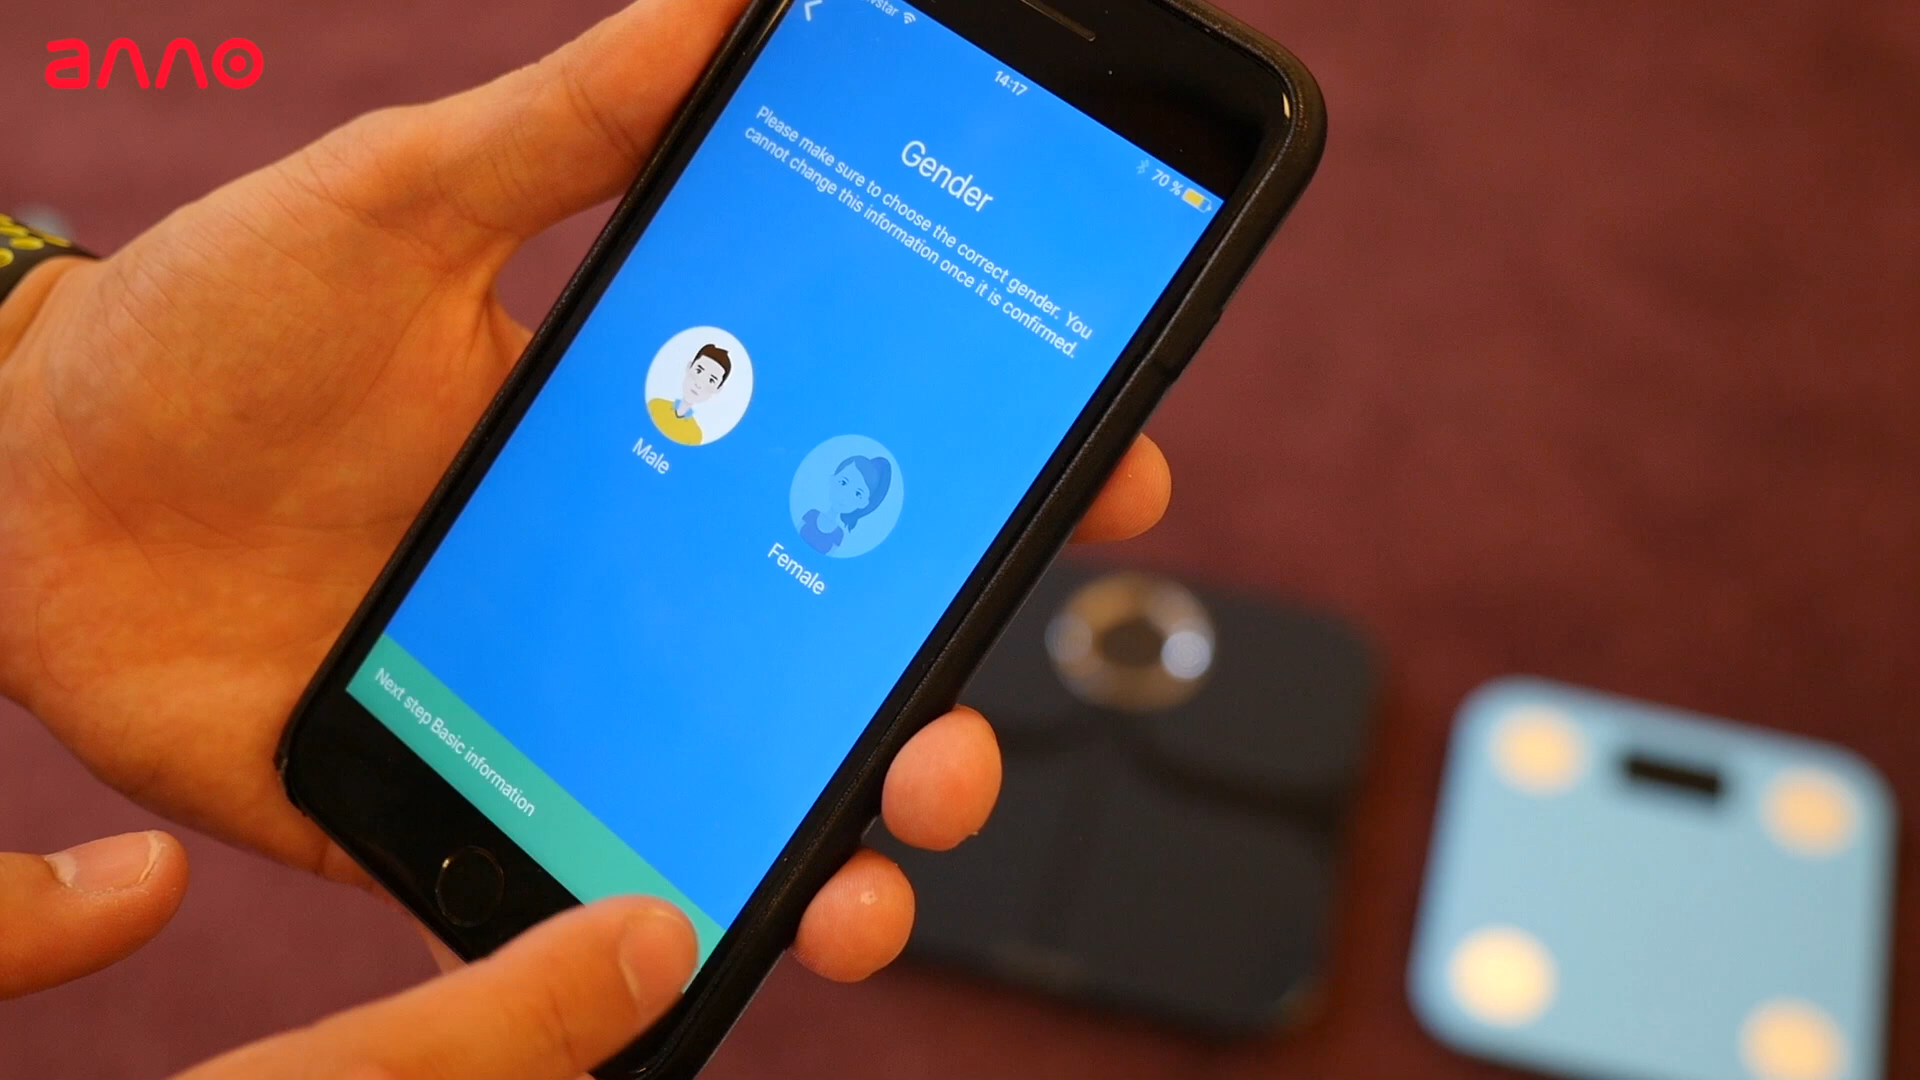 алло
14:17
70 %
Gender
Please make sure to choose the correct gender. You
cannot change this information once it is confirmed.
Male
Female
Next step Basic information